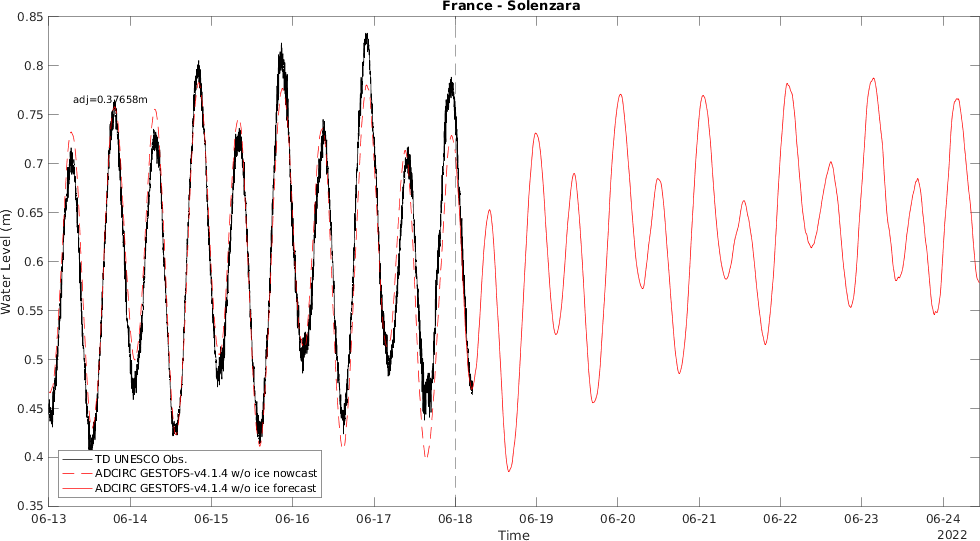 France - Solenzara
0.85
0.8
0.75
0.7
0.65
0.6
0.55
0.5
0.45
0.4
0.35
Water Level (m)
adj=0.37658m
TD UNESCO Obs.
ADCIRC GESTOFS-v4.1.4 w/o ice nowcast
ADCIRC GESTOFS-v4.1.4 w/o ice forecast
06-13 06-14 06-15 06-16 06-17 06-18 06-19 06-20 06-21 06-22 06-23 06-24
Time
2022